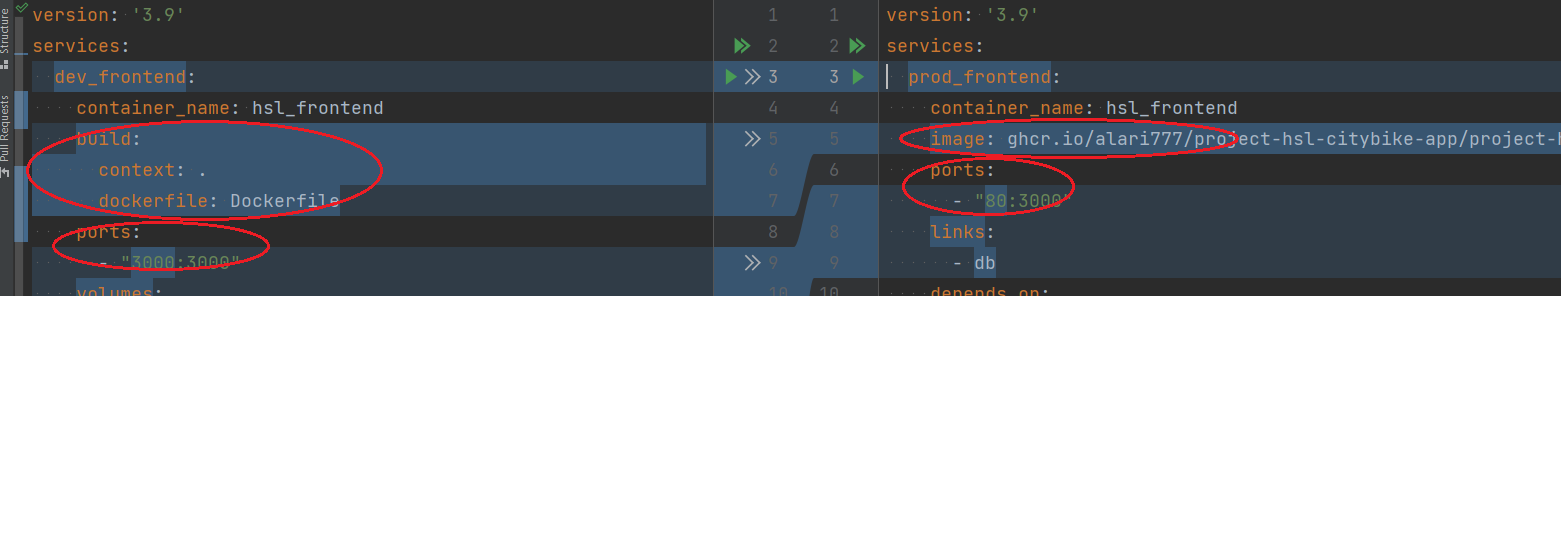 Structure
Pull Requests
version: '3.9'
services:
dev_frontend:
container_name: hsl_frontend
build:
context: .
dockerfile: Dockerfile
ports:
- "3000:3000"
volumes:
1
2
3
4
5
6
7
8
9
10
1
2
3
4
5
6
7
8
9
10
version: '3.9'
services:
prod_frontend:
container_name: hsl_frontend
image: ghcr.io/alari777/project-hsl-citybike-app/project-h
ports:
- "80:3000"
links:
- db
depends_on: